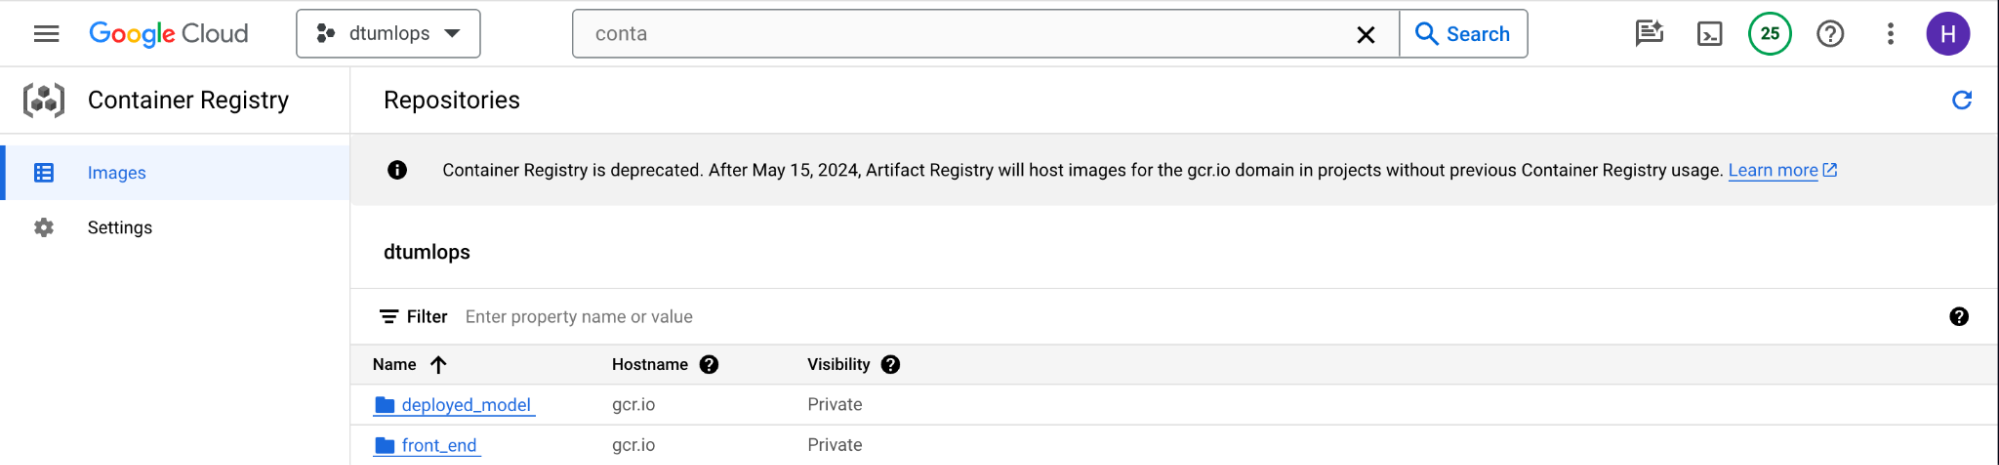 Google Cloud
dtumlops
conta
Search
25
H
Container Registry
Repositories
Images
Settings
Container Registry is deprecated. After May 15, 2024, Artifact Registry will host images for the gcr.io domain in projects without previous Container Registry usage. Learn more
dtumlops
Filter Enter property name or value
Name Hostname Visibility
deployed_model gcr.io Private
front_end gcr.io Private